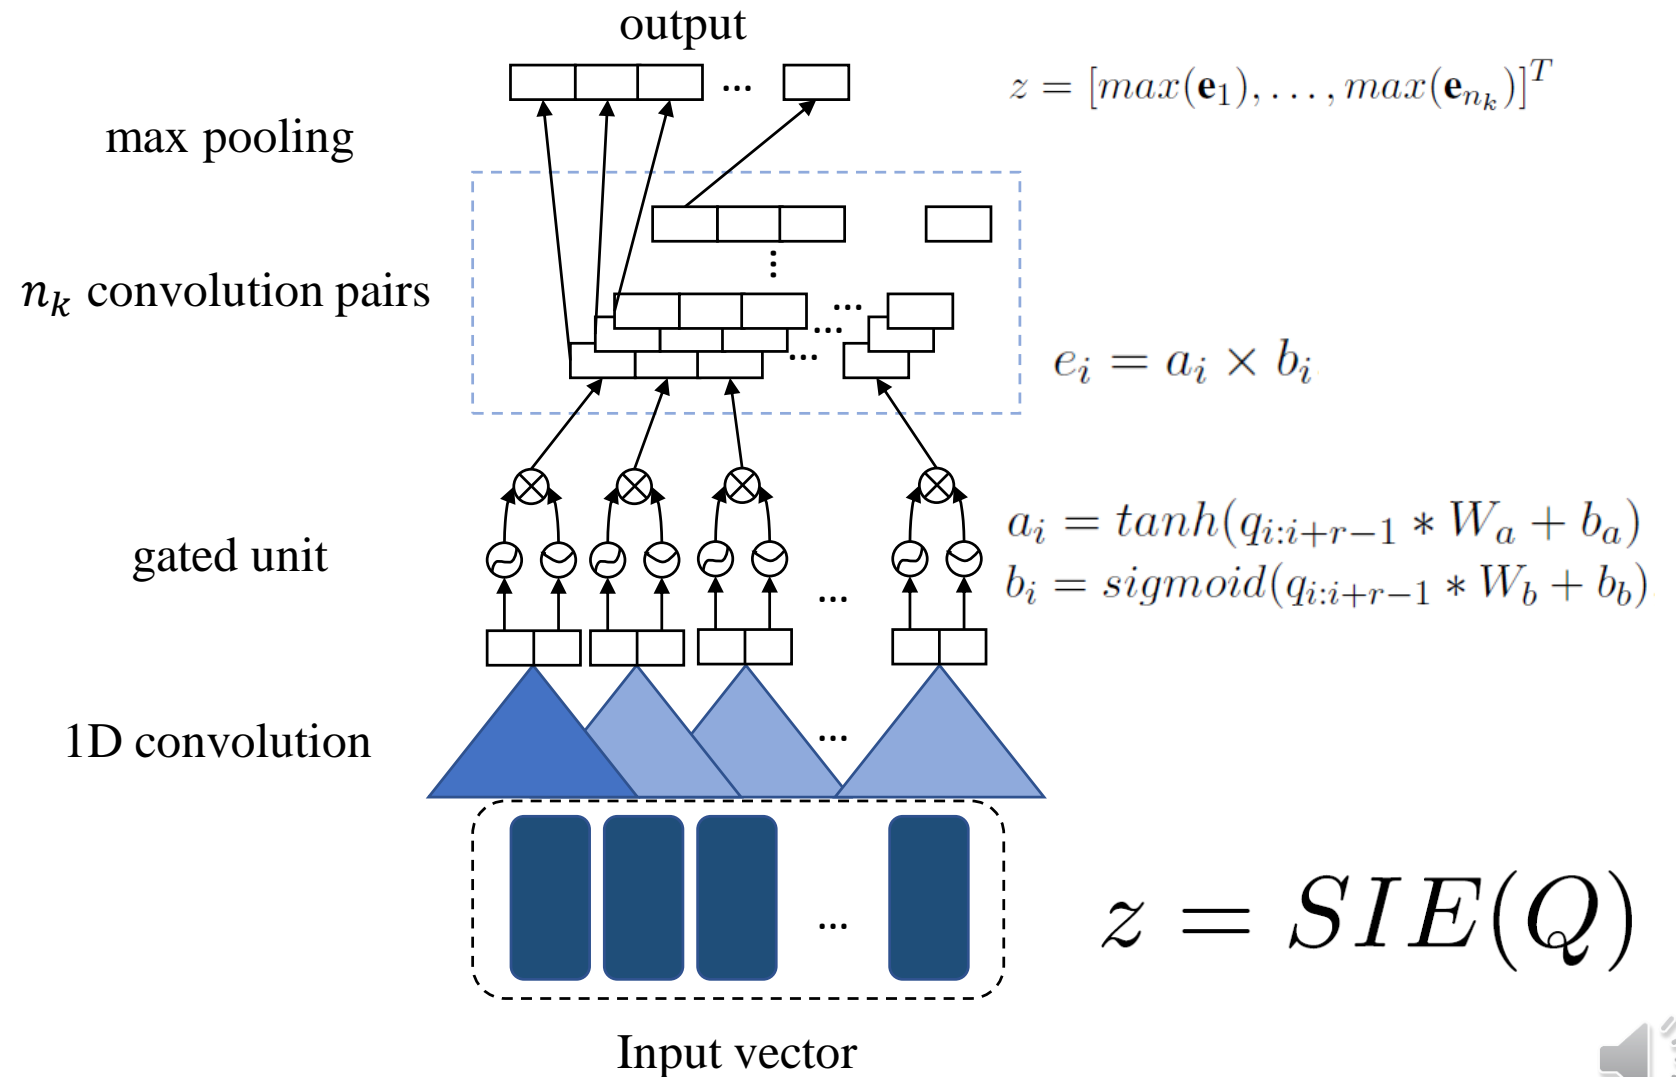 output
z = [max(e_1), . . . , max(e_{n_k})]^T
max pooling
n_k convolution pairs
...
...
...
...
...
e_i = a_i × b_i
a_i = tanh(q_{i:i+r−1} * W_a + b_a)
gated unit
b_i = sigmoid(q_{i:i+r−1} * W_b + b_b)
...
1D convolution
...
...
z = SIE(Q)
Input vector